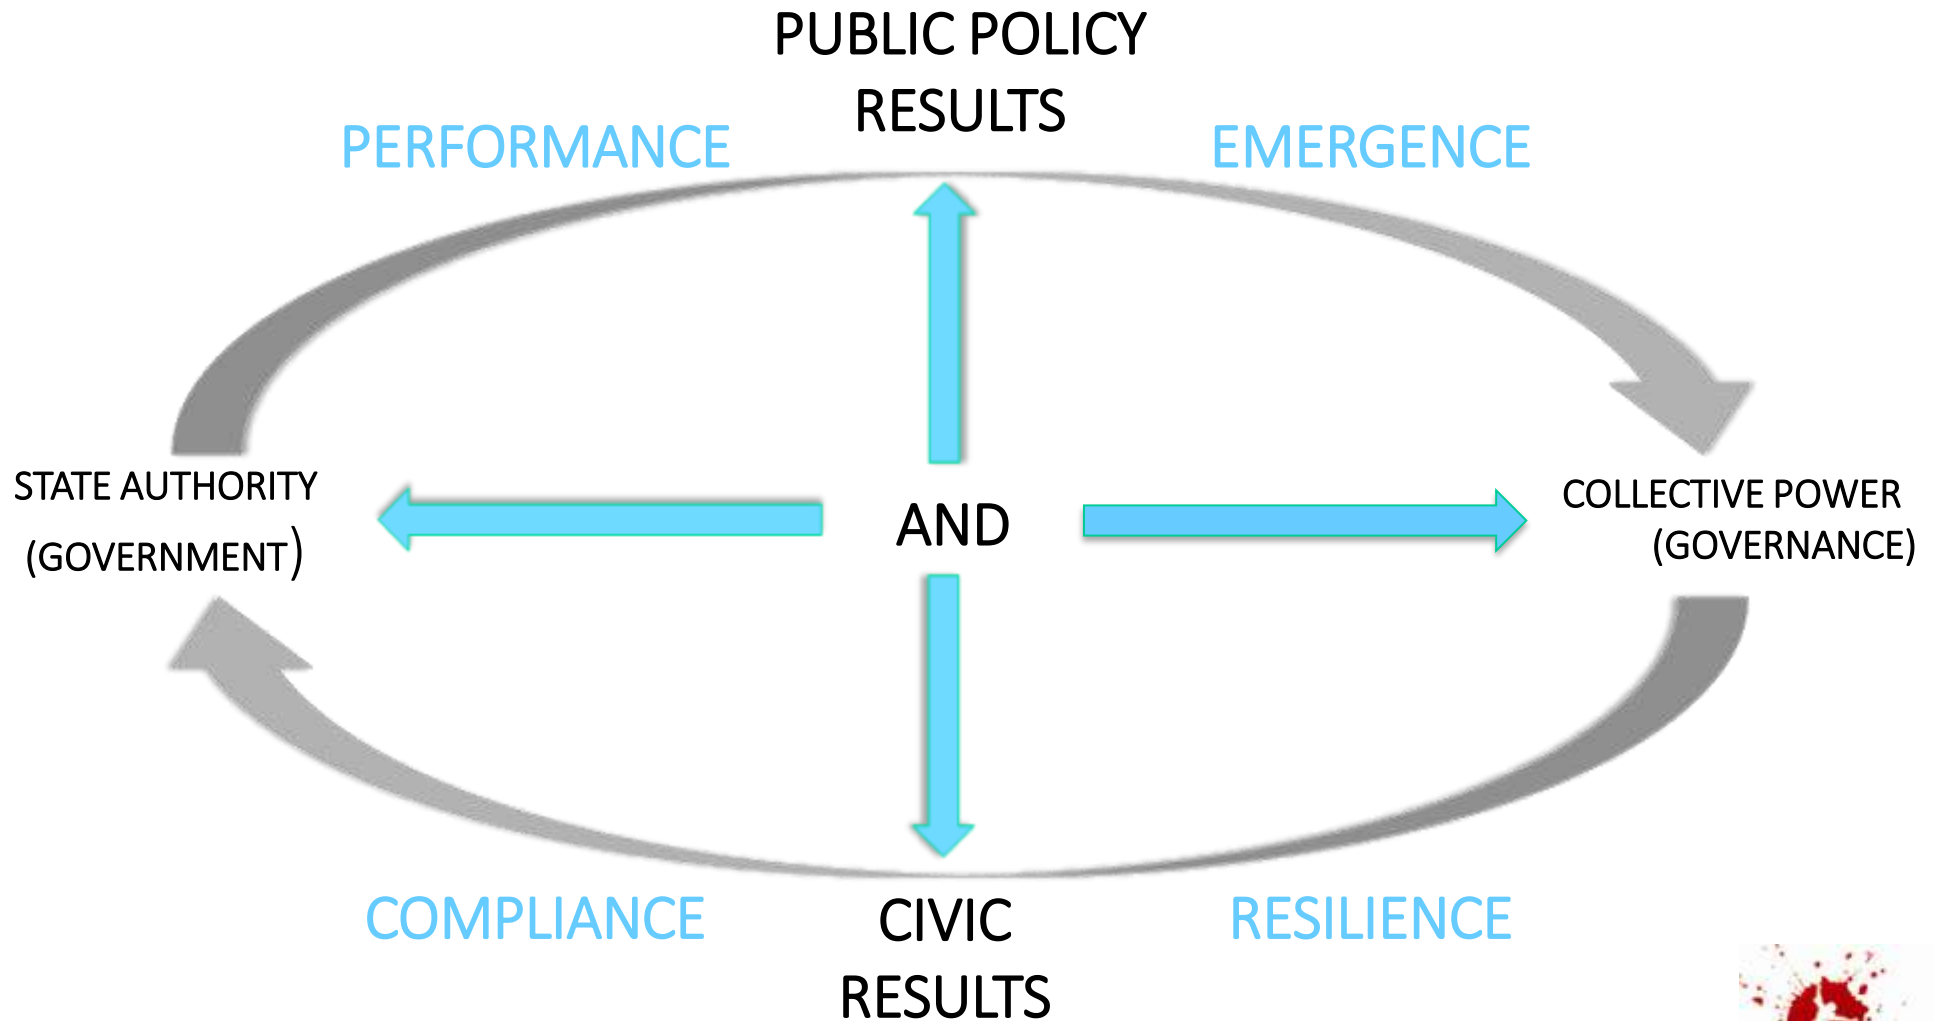 PUBLIC POLICY
RESULTS
PERFORMANCE
EMERGENCE
STATE AUTHORITY
(GOVERNMENT)
AND
COLLECTIVE POWER
(GOVERNANCE)
COMPLIANCE
CIVIC
RESULTS
RESILIENCE